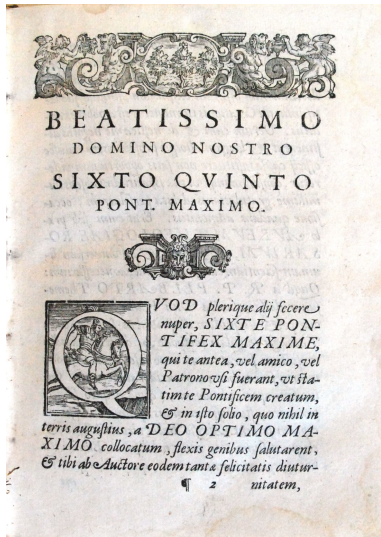 BEATISSIMO
DOMINO NOSTRO
SIXTO QVINTO
PONT. MAXIMO.
QVOD plerique alij fecere
nuper, SIXTE PON-
TIFEX MAXIME,
qui te antea, vel amico, vel
Patrono vsi fuerant, vt sta-
tim te Pontificem creatum,
& in isto solio, quo nihil in
terris augustius, a DEO OPTIMO MA-
XIMO collocatum, flexis genibus salutarent,
& tibi ab Auctore eodem tantæ felicitatis diutur-
¶ 2 nitatem,